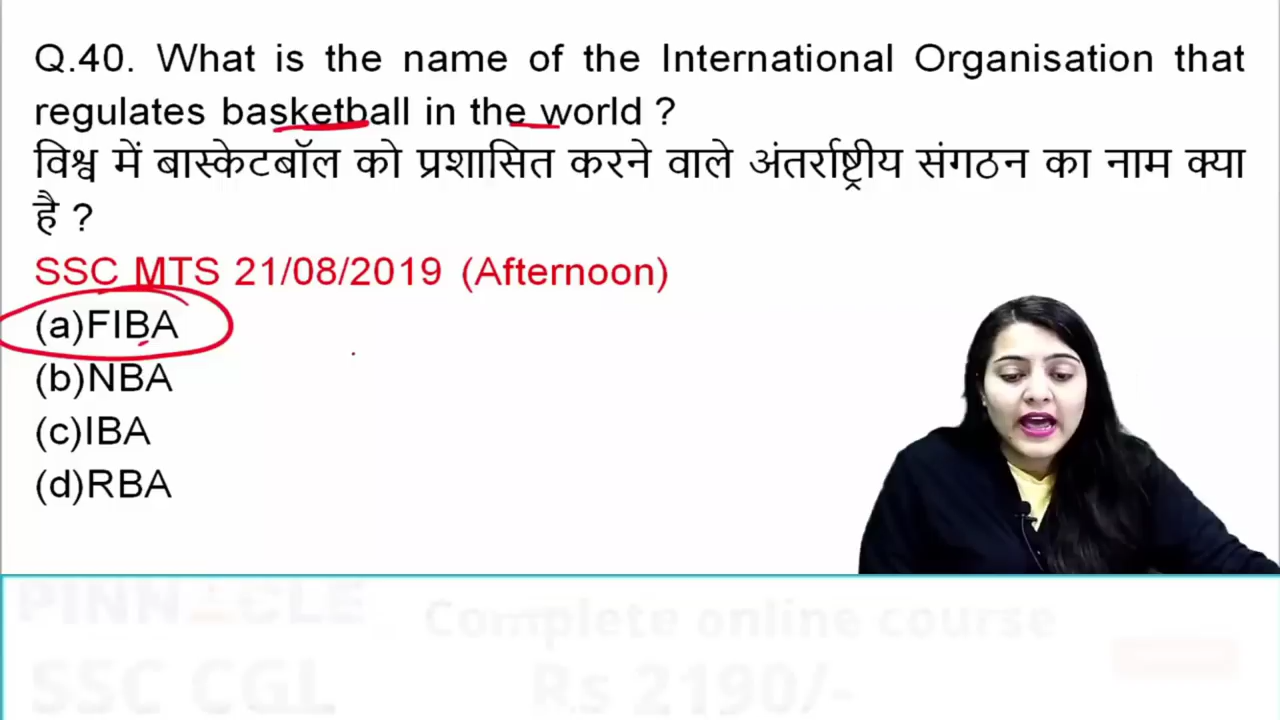 Q.40. What is the name of the International Organisation that
regulates basketball in the world ?
विश्व में बास्केटबॉल को प्रशासित करने वाले अंतर्राष्ट्रीय संगठन का नाम क्या
है ?
SSC MTS 21/08/2019 (Afternoon)
(a)FIBA
(b)NBA
(c)IBA
(d)RBA
PINNACLE
Complete online course
SSC CGL
Rs 2190/-